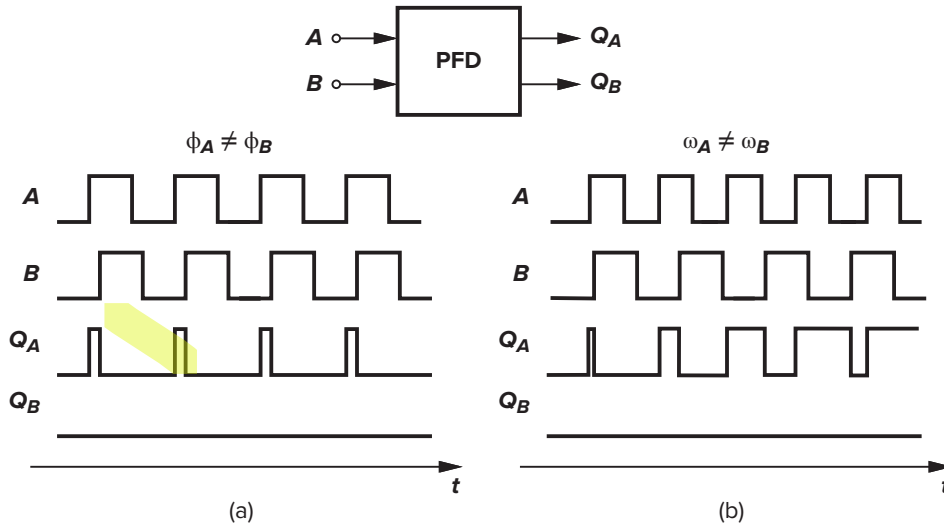 A
PFD
Q_A
B
Q_B
ϕ_A ≠ ϕ_B
ω_A ≠ ω_B
A
A
B
B
Q_A
Q_A
Q_B
Q_B
t
t
(a)
(b)